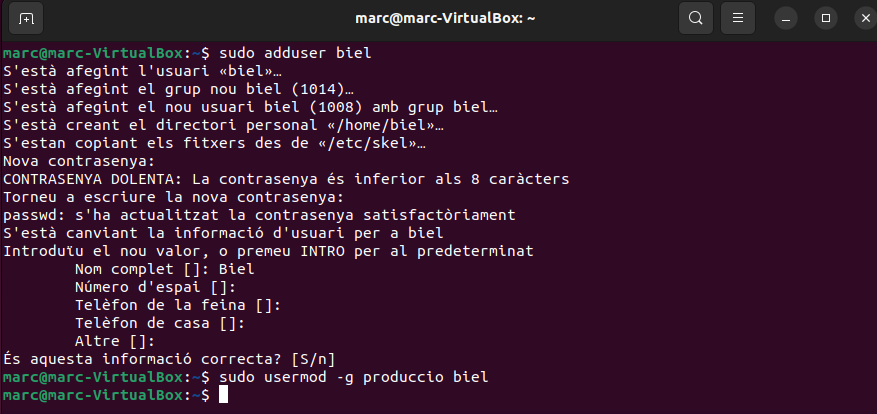 marc@marc-VirtualBox: ~
marc@marc-VirtualBox:~$ sudo adduser biel
S'està afegint l'usuari «biel»…
S'està afegint el grup nou biel (1014)…
S'està afegint el nou usuari biel (1008) amb grup biel…
S'està creant el directori personal «/home/biel»…
S'estan copiant els fitxers des de «/etc/skel»…
Nova contrasenya:
CONTRASENYA DOLENTA: La contrasenya és inferior als 8 caràcters
Torneu a escriure la nova contrasenya:
passwd: s'ha actualitzat la contrasenya satisfactòriament
S'està canviant la informació d'usuari per a biel
Introduïu el nou valor, o premeu INTRO per al predeterminat
Nom complet []: Biel
Número d'espai []:
Telèfon de la feina []:
Telèfon de casa []:
Altre []:
És aquesta informació correcta? [S/n]
marc@marc-VirtualBox:~$ sudo usermod -g produccio biel
marc@marc-VirtualBox:~$